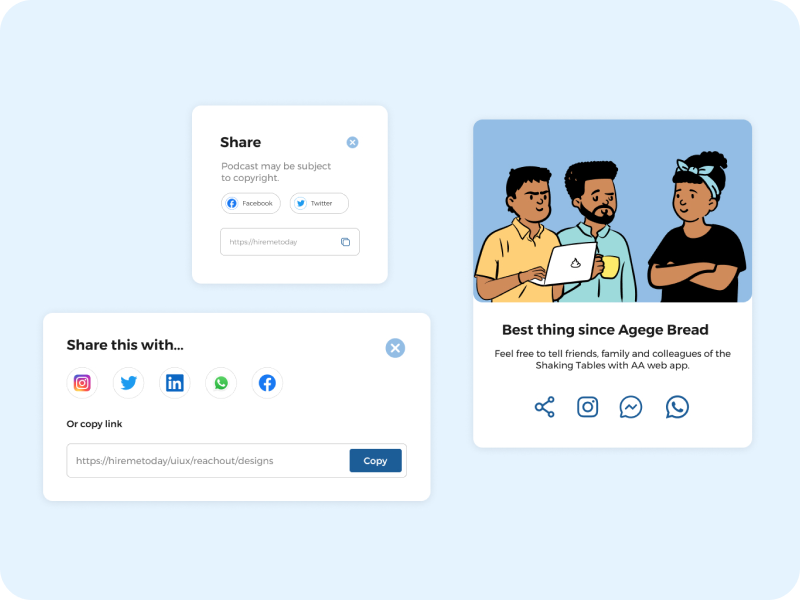 Share
Podcast may be subject
to copyright.
Facebook
Twitter
https://hiremetoday
Share this with...
in
Or copy link
https://hiremetoday/uiux/reachout/designs
Copy
Best thing since Agege Bread
Feel free to tell friends, family and colleagues of the
Shaking Tables with AA web app.